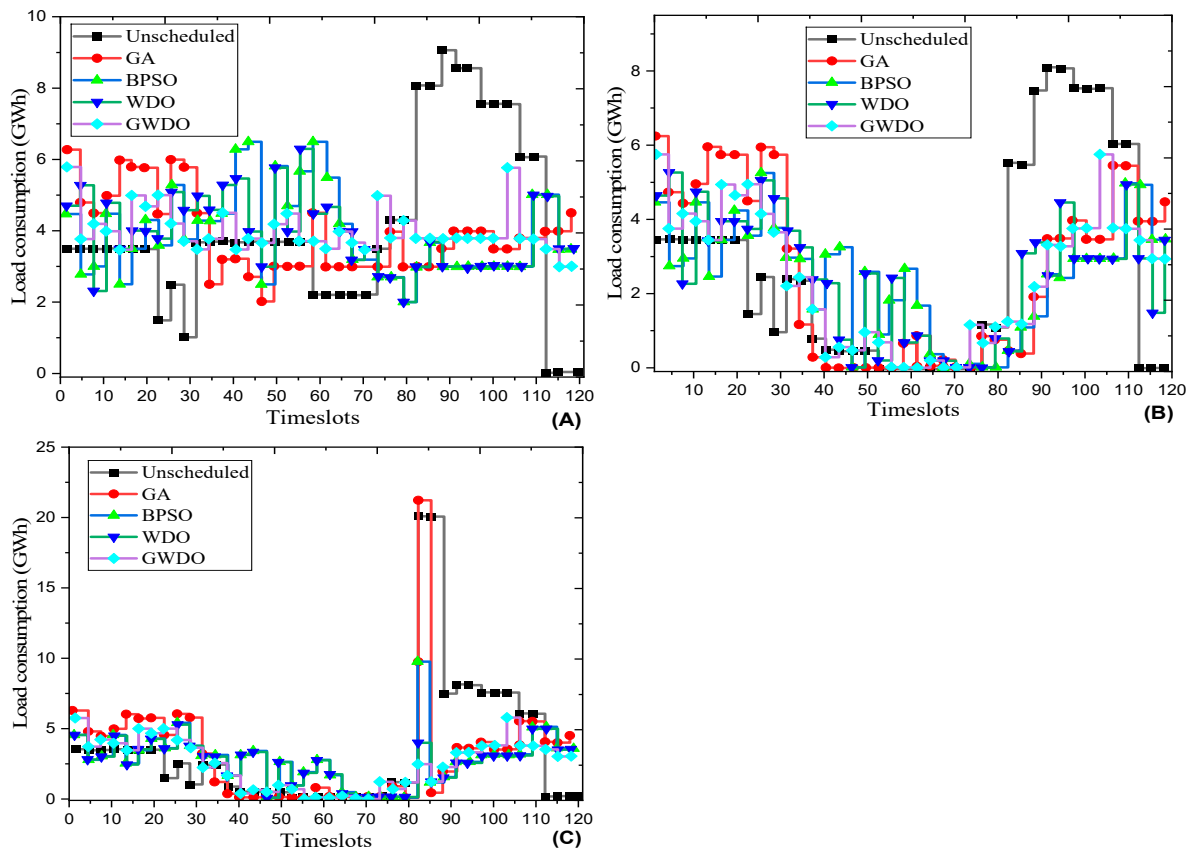 10
8
6
4
2
0
Load consumption (GWh)
Unscheduled
GA
BPSO
WDO
GWDO
0 10 20 30 40 50 60 70 80 90 100 110 120
Timeslots
(A)
8
6
4
2
0
Load consumption (GWh)
Unscheduled
GA
BPSO
WDO
GWDO
10 20 30 40 50 60 70 80 90 100 110 120
Timeslots
(B)
25
20
15
10
5
0
Load consumption (GWh)
Unscheduled
GA
BPSO
WDO
GWDO
0 10 20 30 40 50 60 70 80 90 100 110 120
Timeslots
(C)